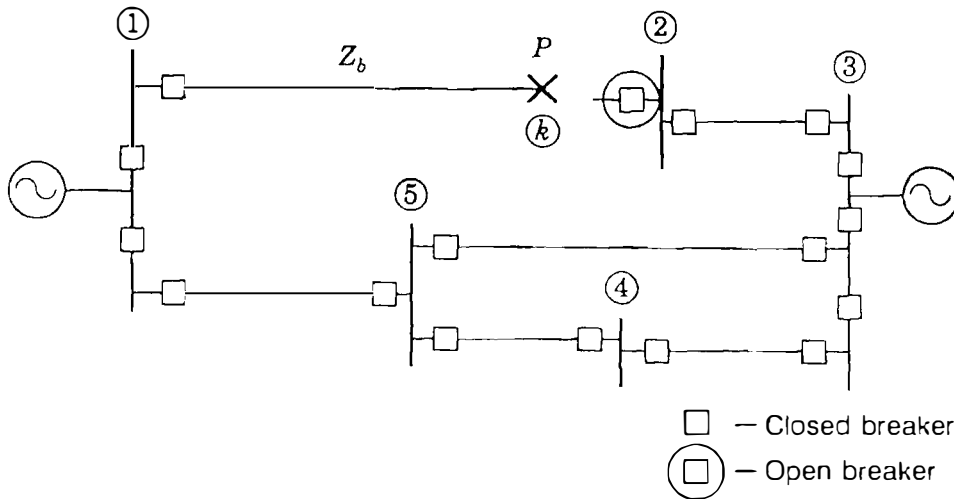 ①
Z_b
P
②
③
ⓚ
⑤
④
– Closed breaker
– Open breaker